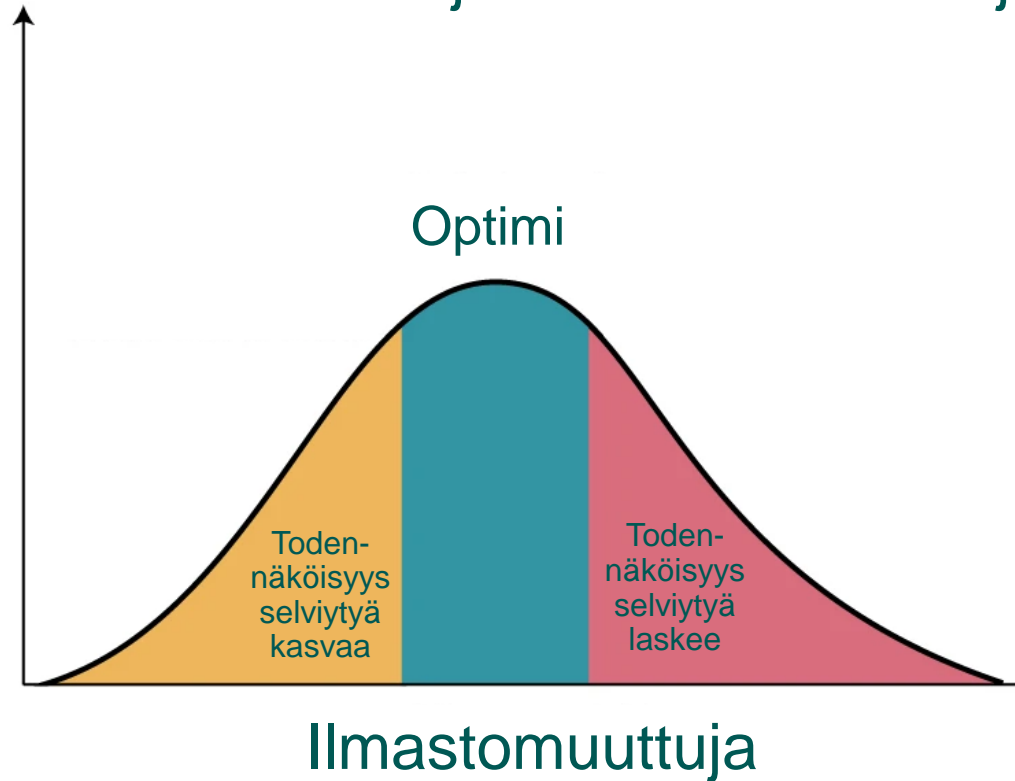 Optimi
Toden-
näköisyys
selviytyä
kasvaa
Toden-
näköisyys
selviytyä
laskee
Ilmastomuuttuja